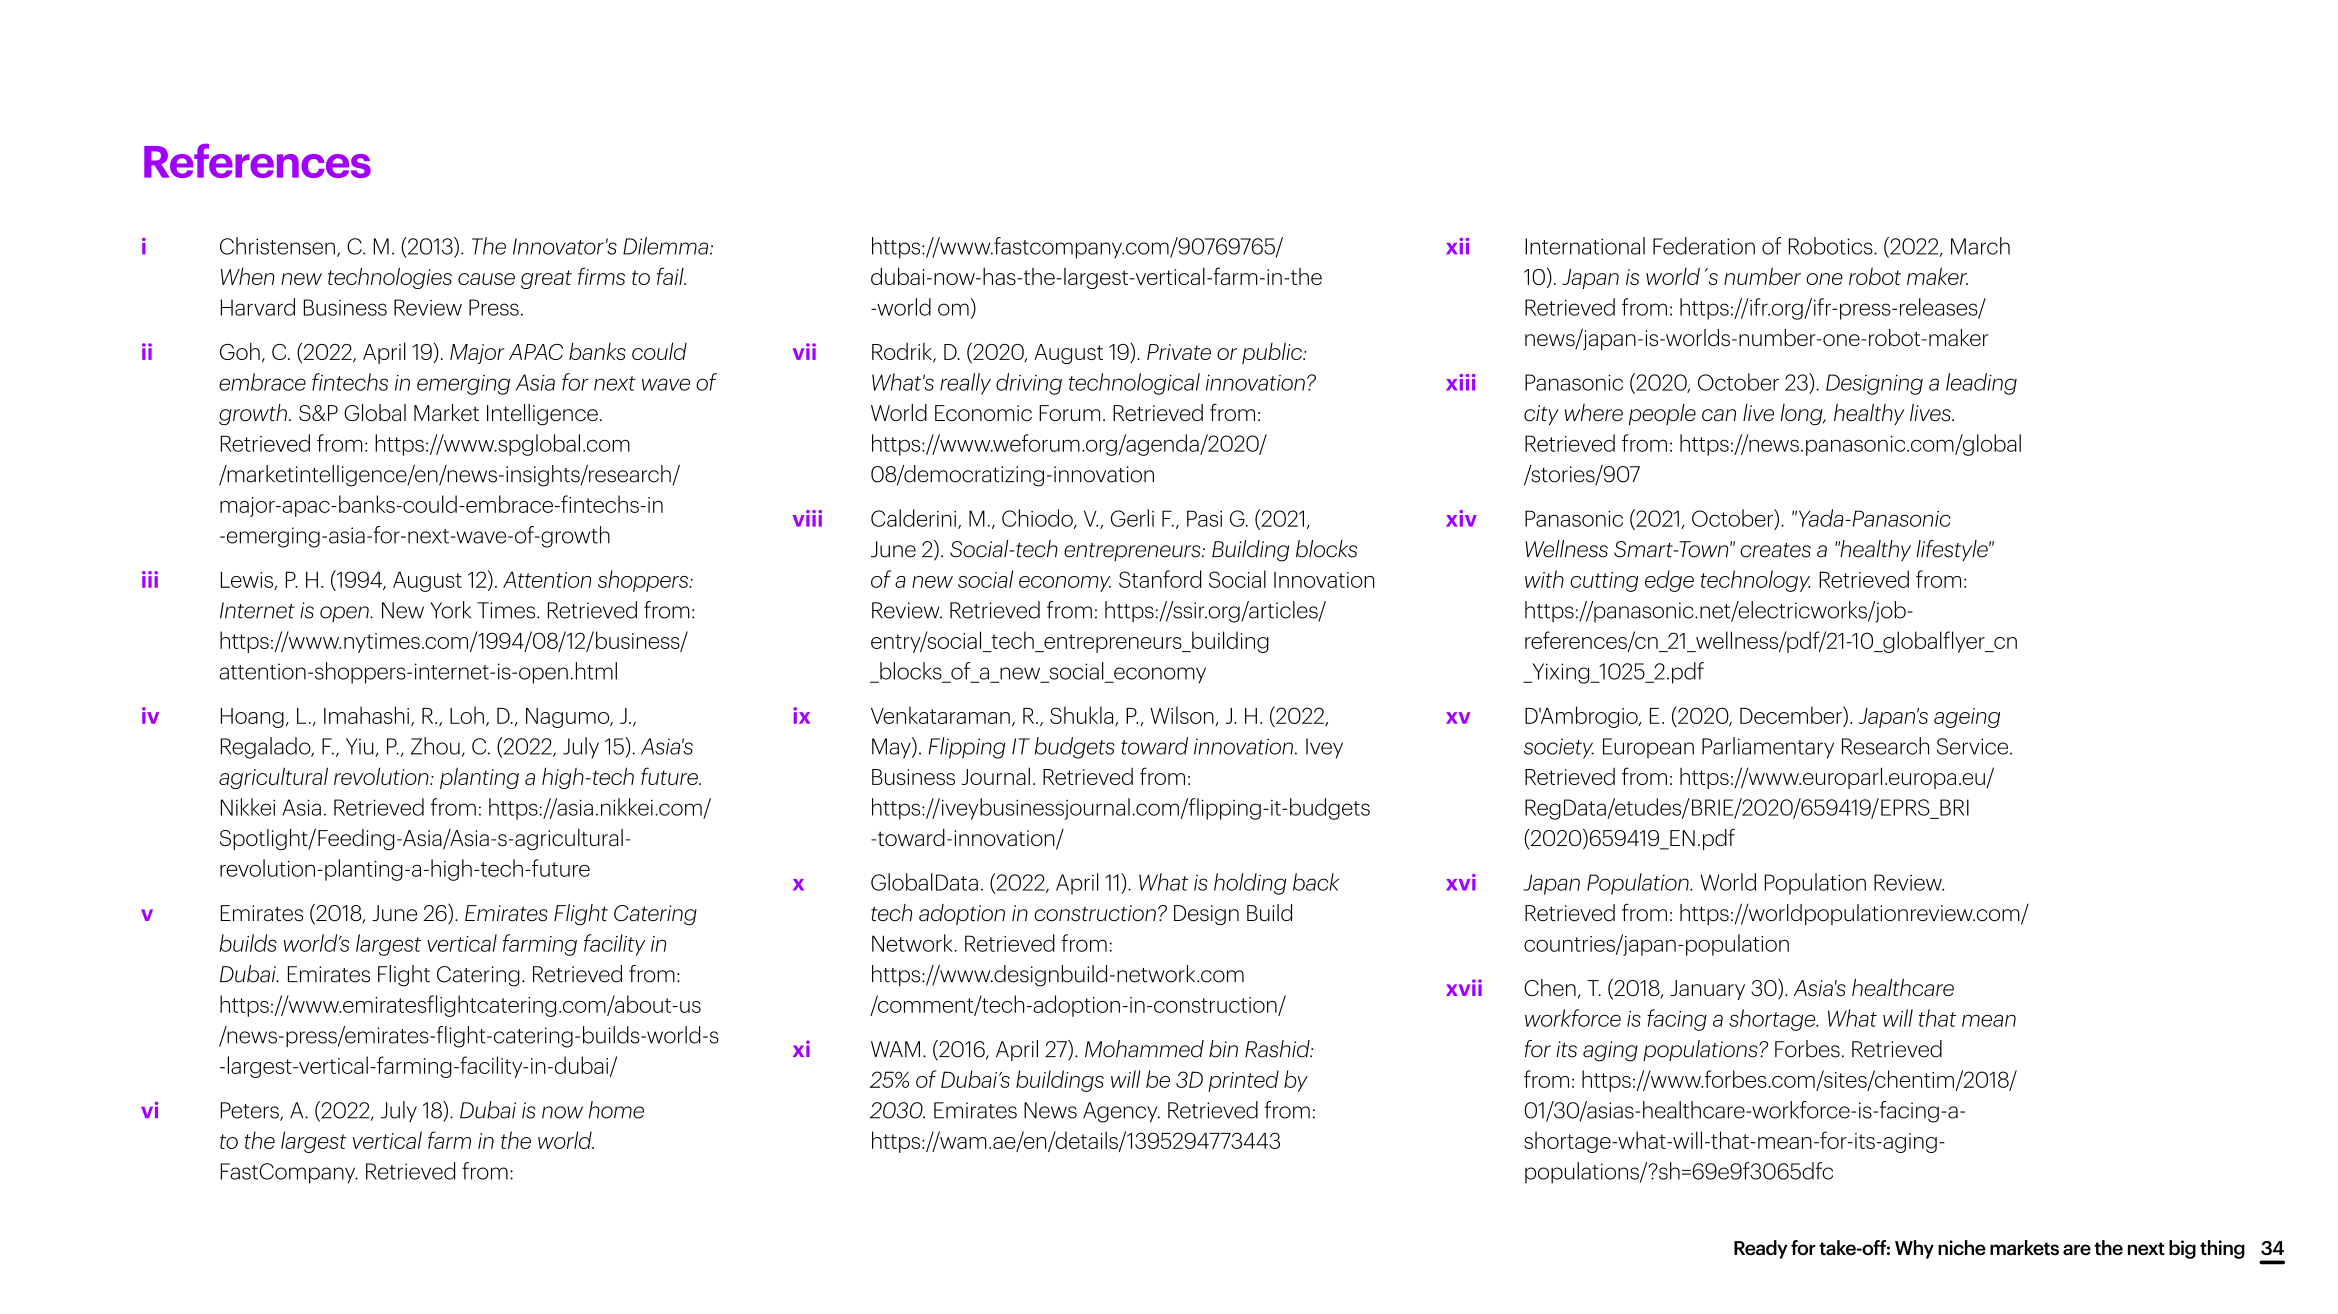 References
i Christensen, C. M. (2013). The Innovator's Dilemma:
When new technologies cause great firms to fail.
Harvard Business Review Press.
ii Goh, C. (2022, April 19). Major APAC banks could
embrace fintechs in emerging Asia for next wave of
growth. S&P Global Market Intelligence.
Retrieved from: https://www.spglobal.com
/marketintelligence/en/news-insights/research/
major-apac-banks-could-embrace-fintechs-in
-emerging-asia-for-next-wave-of-growth
iii Lewis, P. H. (1994, August 12). Attention shoppers:
Internet is open. New York Times. Retrieved from:
https://www.nytimes.com/1994/08/12/business/
attention-shoppers-internet-is-open.html
iv Hoang, L., Imahashi, R., Loh, D., Nagumo, J.,
Regalado, F., Yiu, P., Zhou, C. (2022, July 15). Asia's
agricultural revolution: planting a high-tech future.
Nikkei Asia. Retrieved from: https://asia.nikkei.com/
Spotlight/Feeding-Asia/Asia-s-agricultural-
revolution-planting-a-high-tech-future
v Emirates (2018, June 26). Emirates Flight Catering
builds world’s largest vertical farming facility in
Dubai. Emirates Flight Catering. Retrieved from:
https://www.emiratesflightcatering.com/about-us
/news-press/emirates-flight-catering-builds-world-s
-largest-vertical-farming-facility-in-dubai/
vi Peters, A. (2022, July 18). Dubai is now home
to the largest vertical farm in the world.
FastCompany. Retrieved from:
https://www.fastcompany.com/90769765/
dubai-now-has-the-largest-vertical-farm-in-the
-world om)
vii Rodrik, D. (2020, August 19). Private or public:
What's really driving technological innovation?
World Economic Forum. Retrieved from:
https://www.weforum.org/agenda/2020/
08/democratizing-innovation
viii Calderini, M., Chiodo, V., Gerli F., Pasi G. (2021,
June 2). Social-tech entrepreneurs: Building blocks
of a new social economy. Stanford Social Innovation
Review. Retrieved from: https://ssir.org/articles/
entry/social_tech_entrepreneurs_building
_blocks_of_a_new_social_economy
ix Venkataraman, R., Shukla, P., Wilson, J. H. (2022,
May). Flipping IT budgets toward innovation. Ivey
Business Journal. Retrieved from:
https://iveybusinessjournal.com/flipping-it-budgets
-toward-innovation/
x GlobalData. (2022, April 11). What is holding back
tech adoption in construction? Design Build
Network. Retrieved from:
https://www.designbuild-network.com
/comment/tech-adoption-in-construction/
xi WAM. (2016, April 27). Mohammed bin Rashid:
25% of Dubai’s buildings will be 3D printed by
2030. Emirates News Agency. Retrieved from:
https://wam.ae/en/details/1395294773443
xii International Federation of Robotics. (2022, March
10). Japan is world´s number one robot maker.
Retrieved from: https://ifr.org/ifr-press-releases/
news/japan-is-worlds-number-one-robot-maker
xiii Panasonic (2020, October 23). Designing a leading
city where people can live long, healthy lives.
Retrieved from: https://news.panasonic.com/global
/stories/907
xiv Panasonic (2021, October). "Yada-Panasonic
Wellness Smart-Town" creates a "healthy lifestyle"
with cutting edge technology. Retrieved from:
https://panasonic.net/electricworks/job-
references/cn_21_wellness/pdf/21-10_globalflyer_cn
_Yixing_1025_2.pdf
xv D'Ambrogio, E. (2020, December). Japan's ageing
society. European Parliamentary Research Service.
Retrieved from: https://www.europarl.europa.eu/
RegData/etudes/BRIE/2020/659419/EPRS_BRI
(2020)659419_EN.pdf
xvi Japan Population. World Population Review.
Retrieved from: https://worldpopulationreview.com/
countries/japan-population
xvii Chen, T. (2018, January 30). Asia's healthcare
workforce is facing a shortage. What will that mean
for its aging populations? Forbes. Retrieved
from: https://www.forbes.com/sites/chentim/2018/
01/30/asias-healthcare-workforce-is-facing-a-
shortage-what-will-that-mean-for-its-aging-
populations/?sh=69e9f3065dfc
Ready for take-off: Why niche markets are the next big thing 34